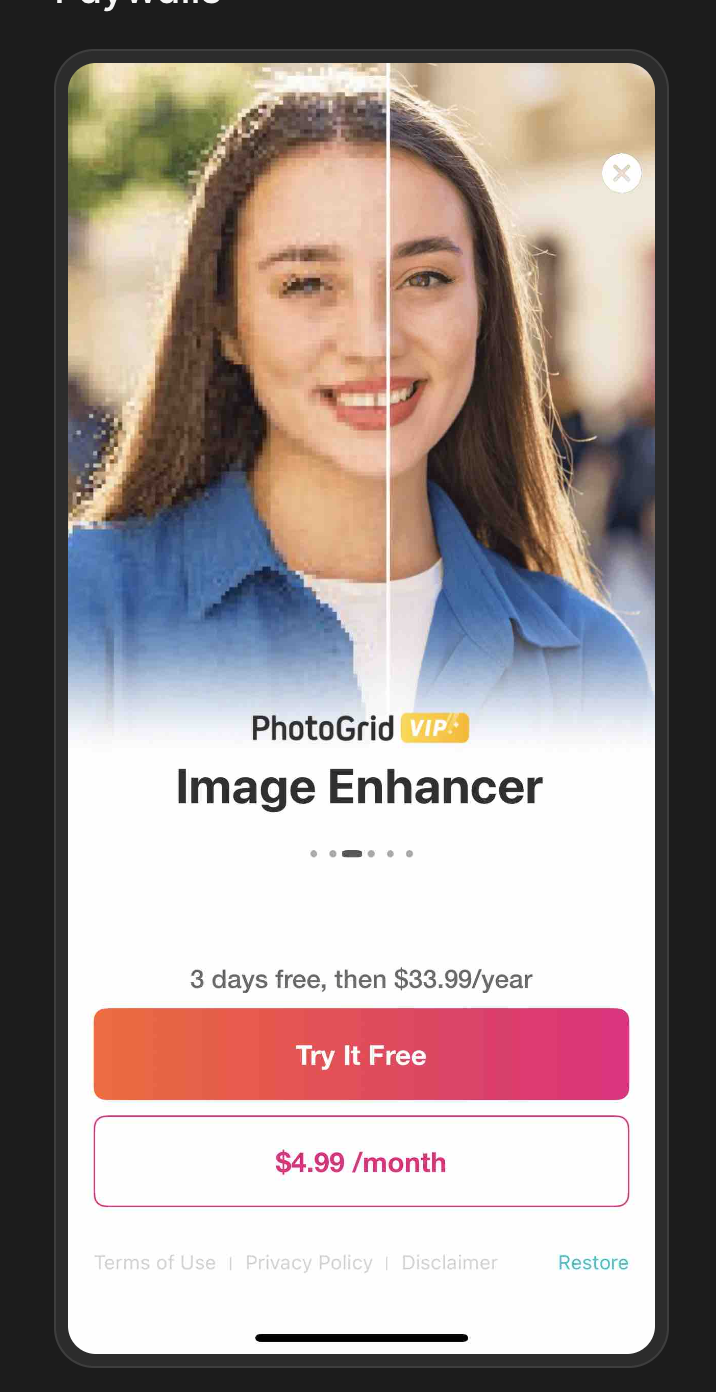 Paywalls
PhotoGrid VIP
Image Enhancer
3 days free, then $33.99/year
Try It Free
$4.99 /month
Terms of Use | Privacy Policy | Disclaimer Restore